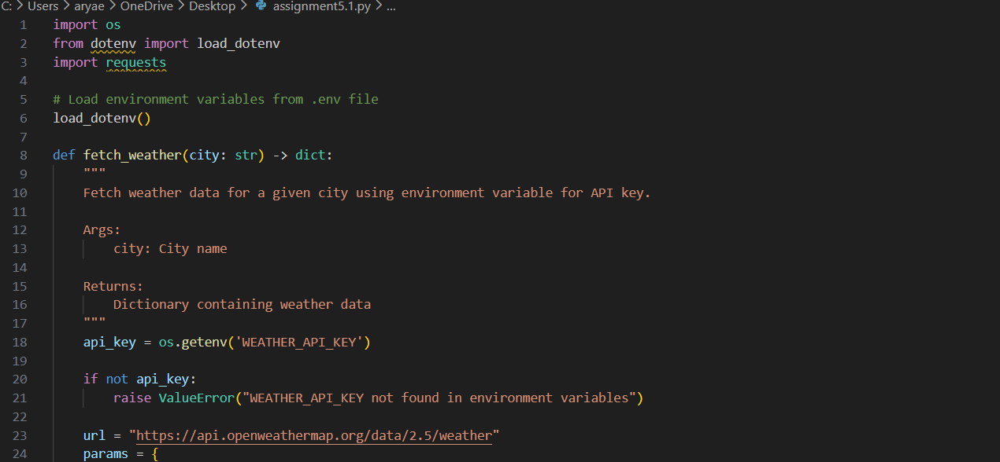 C: > Users > aryae > OneDrive > Desktop > assignment5.1.py > ...
1 import os
2 from dotenv import load_dotenv
3 import requests
4
5 # Load environment variables from .env file
6 load_dotenv()
7
8 def fetch_weather(city: str) -> dict:
9     """
10     Fetch weather data for a given city using environment variable for API key.
11
12     Args:
13         city: City name
14
15     Returns:
16         Dictionary containing weather data
17     """
18     api_key = os.getenv('WEATHER_API_KEY')
19
20     if not api_key:
21         raise ValueError("WEATHER_API_KEY not found in environment variables")
22
23     url = "https://api.openweathermap.org/data/2.5/weather"
24     params = {